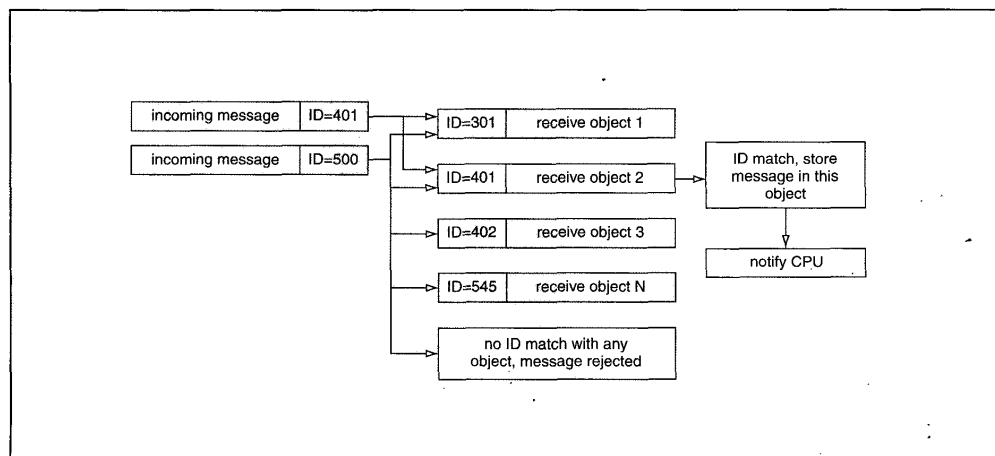 incoming message ID=401
incoming message ID=500
ID=301 receive object 1
ID=401 receive object 2
ID=402 receive object 3
ID=545 receive object N
no ID match with any
object, message rejected
ID match, store
message in this
object
notify CPU